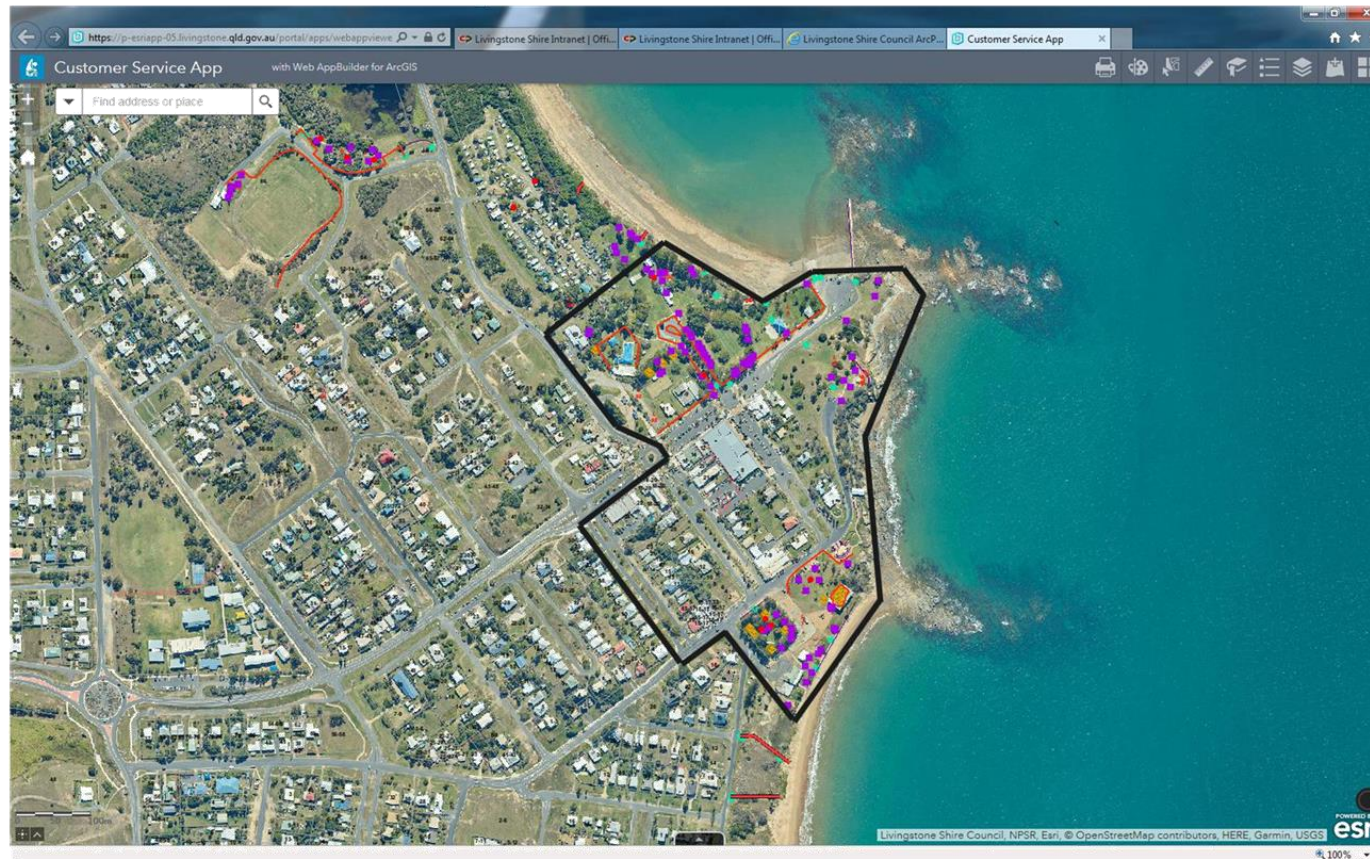 https://p-esriapp-05.livingstone.qld.gov.au/portal/apps/webappviewe
Livingstone Shire Intranet | Offi...
Livingstone Shire Intranet | Offi...
Livingstone Shire Council ArcP...
Customer Service App
Customer Service App
with Web AppBuilder for ArcGIS
Find address or place
Livingstone Shire Council, NPSR, Esri, © OpenStreetMap contributors, HERE, Garmin, USGS
POWERED B
esri
100%